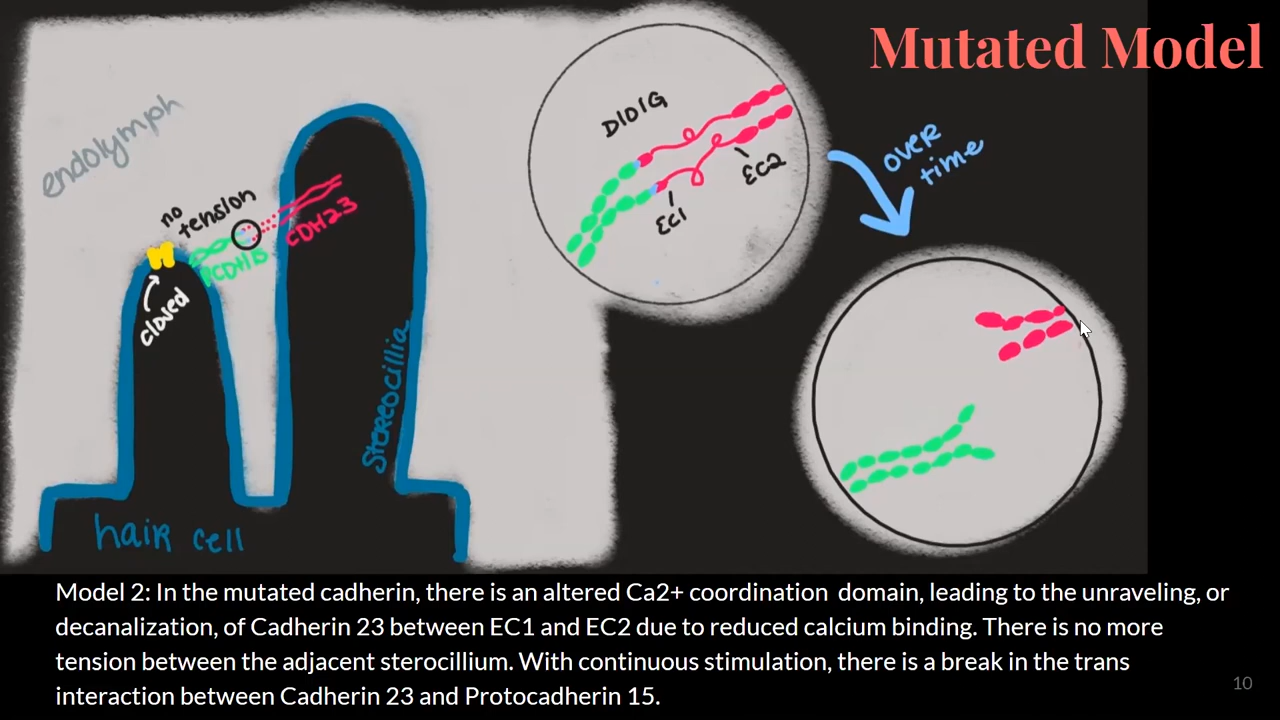 Mutated Model
endolymph
no
tension
closed
PCDH15
CDH23
Stereocillia
hair cell
D101G
EC1
EC2
over
time
Model 2: In the mutated cadherin, there is an altered Ca2+ coordination domain, leading to the unraveling, or
decanalization, of Cadherin 23 between EC1 and EC2 due to reduced calcium binding. There is no more
tension between the adjacent sterocillium. With continuous stimulation, there is a break in the trans
interaction between Cadherin 23 and Protocadherin 15.
10